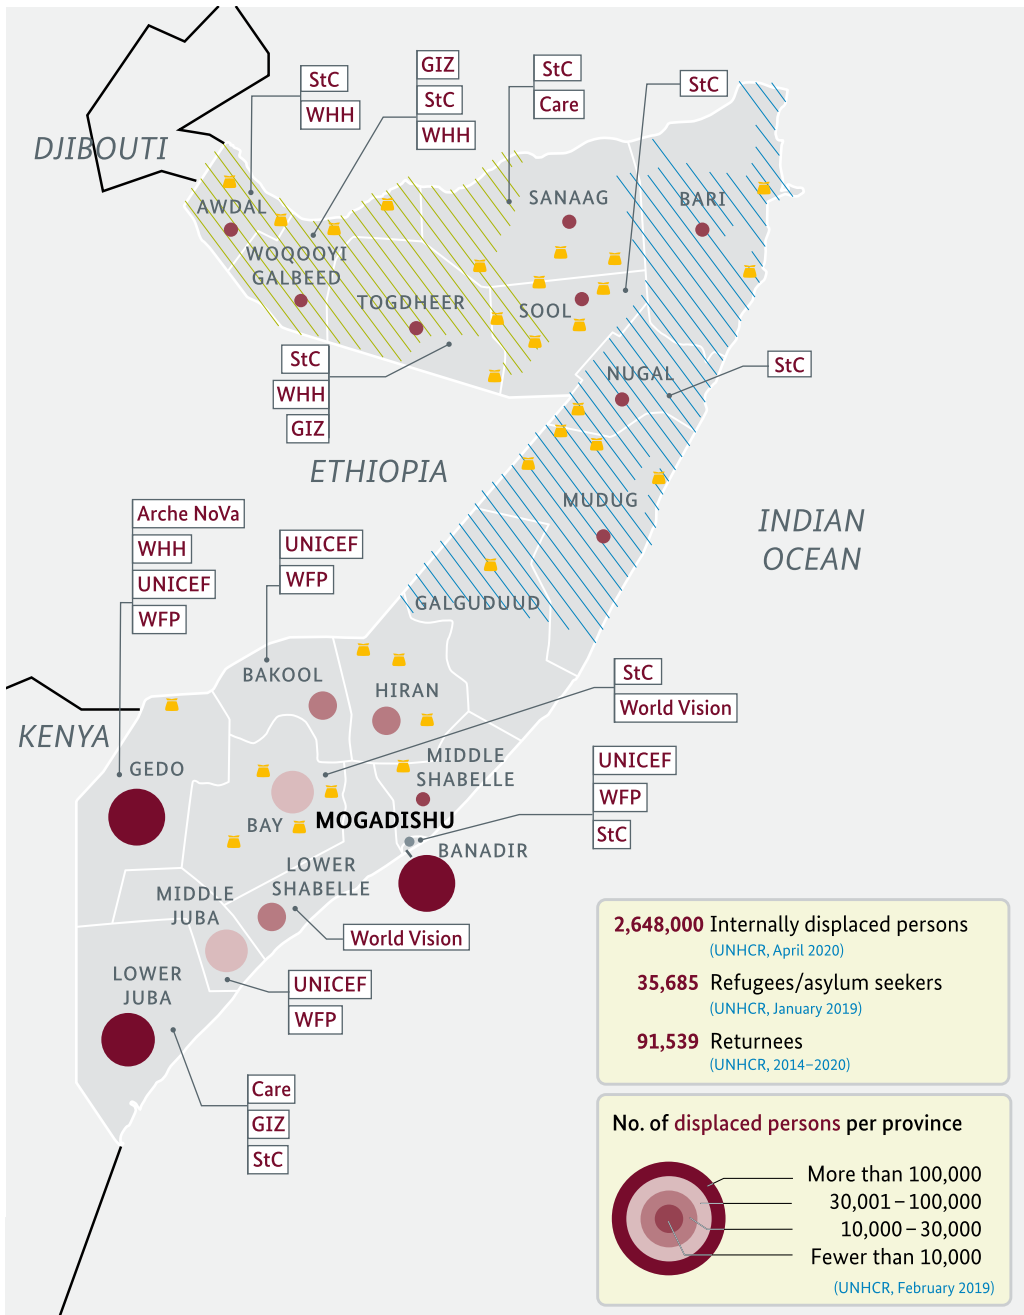 GIZ
StC
WHH
StC
WHH
StC
Care
StC
DJIBOUTI
AWDAL
WOQOOYI
GALBEED
TOGDHEER
SANAAG
SOOL
BARI
StC
WHH
GIZ
NUGAL
StC
ETHIOPIA
MUDUG
INDIAN
OCEAN
GALGUDUUD
Arche NoVa
WHH
UNICEF
WFP
UNICEF
WFP
BAKOOL
HIRAN
StC
World Vision
KENYA
GEDO
MIDDLE
SHABELLE
UNICEF
WFP
StC
BAY
MOGADISHU
BANADIR
LOWER
SHABELLE
MIDDLE
JUBA
World Vision
LOWER
JUBA
UNICEF
WFP
Care
GIZ
StC
2,648,000 Internally displaced persons
(UNHCR, April 2020)
35,685 Refugees/asylum seekers
(UNHCR, January 2019)
91,539 Returnees
(UNHCR, 2014–2020)
No. of displaced persons per province
More than 100,000
30,001–100,000
10,000–30,000
Fewer than 10,000
(UNHCR, February 2019)